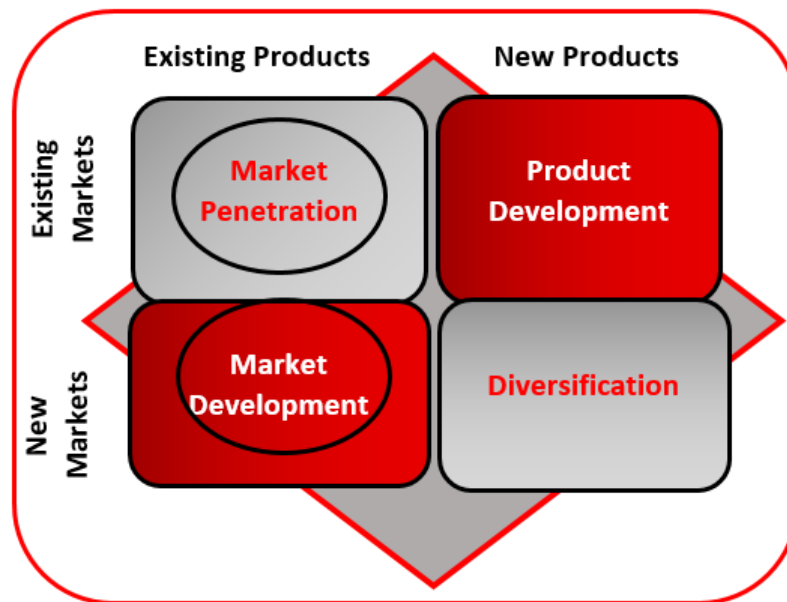 Existing Products
New Products
Existing
Markets
Market
Penetration
Product
Development
New
Markets
Market
Development
Diversification